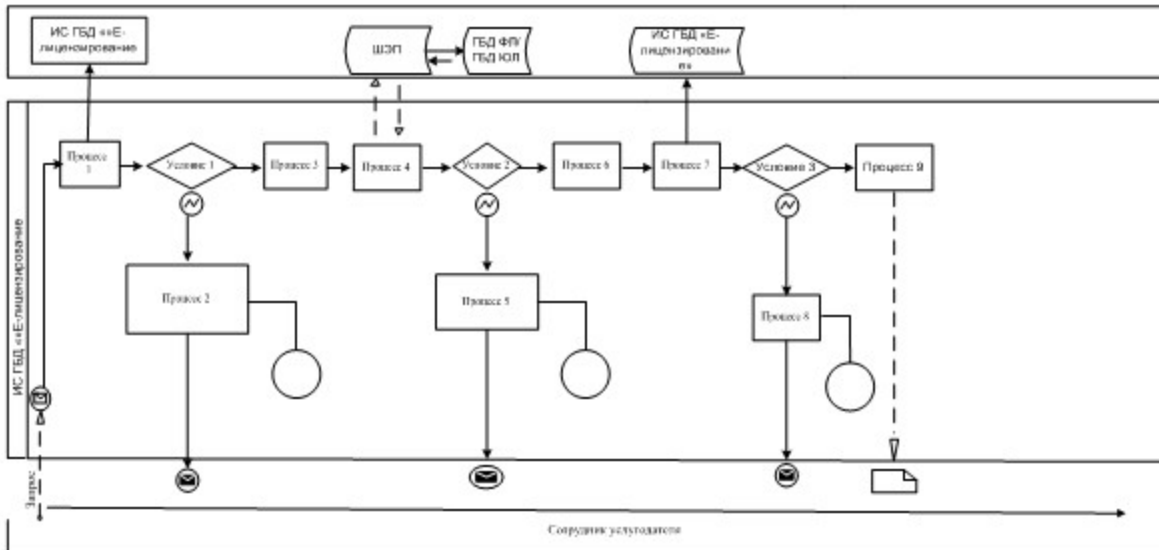 ИС ГБД ««Е-
лицензирование
ШЭП
ГБД ФЛ/
ГБД ЮЛ
ИС ГБД «Е-
лицензирован
ие»
Процесс
1
Условие 1
Процесс 3
Процесс 4
Условие 2
Процесс 6
Процесс 7
Условие 3
Процесс 9
Процесс 2
Процесс 5
Процесс 8
ИС ГБД ««Е-лицензирование
Запрос
Сотрудник услугодателя